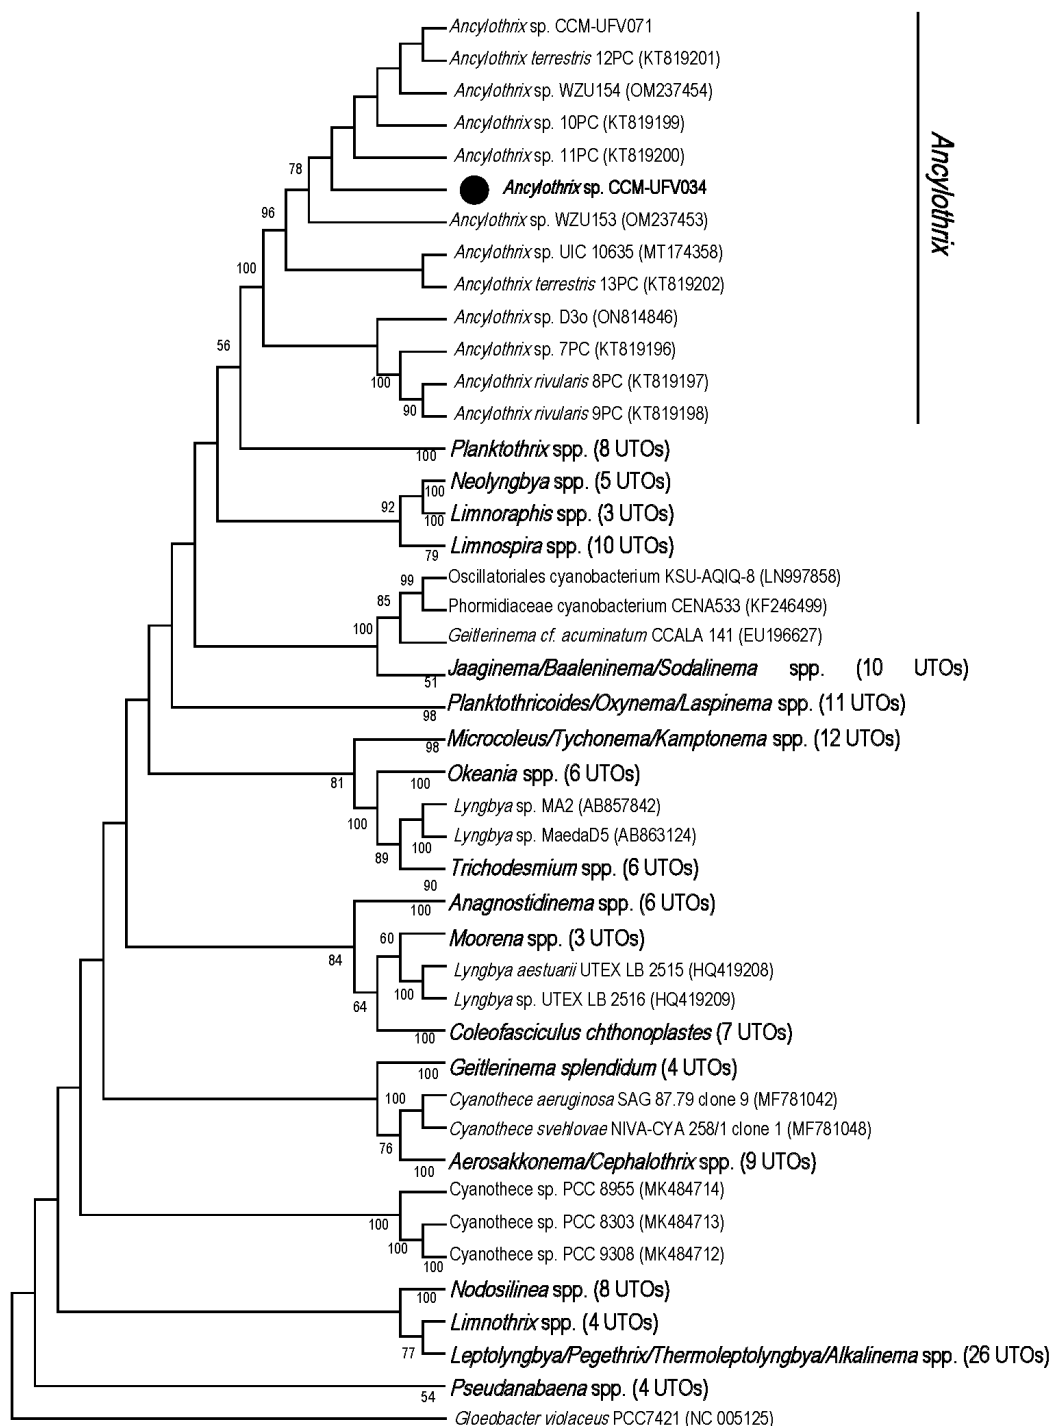 Ancylothrix sp. CCM-UFV071
Ancylothrix terrestris 12PC (KT819201)
Ancylothrix sp. WZU154 (OM237454)
Ancylothrix sp. 10PC (KT819199)
Ancylothrix sp. 11PC (KT819200)
78
Ancylothrix sp. CCM-UFV034
96
Ancylothrix sp. WZU153 (OM237453)
Ancylothrix
Ancylothrix sp. UIC 10635 (MT174358)
100
Ancylothrix terrestris 13PC (KT819202)
Ancylothrix sp. D3o (ON814846)
56
Ancylothrix sp. 7PC (KT819196)
100
Ancylothrix rivularis 8PC (KT819197)
90
Ancylothrix rivularis 9PC (KT819198)
Planktothrix spp. (8 UTOs)
100
Neolyngbya spp. (5 UTOs)
100
92
Limnoraphis spp. (3 UTOs)
100
Limnospira spp. (10 UTOs)
79
Oscillatoriales cyanobacterium KSU-AQIQ-8 (LN997858)
99
85
Phormidiaceae cyanobacterium CENA533 (KF246499)
100
Geitlerinema cf. acuminatum CCALA 141 (EU196627)
Jaaginema/Baaleninema/Sodalinema spp. (10 UTOs)
51
Planktothricoides/Oxynema/Laspinema spp. (11 UTOs)
98
Microcoleus/Tychonema/Kamptonema spp. (12 UTOs)
98
81
Okeania spp. (6 UTOs)
100
Lyngbya sp. MA2 (AB857842)
100
Lyngbya sp. MaedaD5 (AB863124)
100
89
Trichodesmium spp. (6 UTOs)
90
Anagnostidinema spp. (6 UTOs)
100
Moorena spp. (3 UTOs)
60
84
Lyngbya aestuarii UTEX LB 2515 (HQ419208)
100
Lyngbya sp. UTEX LB 2516 (HQ419209)
64
Coleofasciculus chthonoplastes (7 UTOs)
100
Geitlerinema splendidum (4 UTOs)
100
Cyanothece aeruginosa SAG 87.79 clone 9 (MF781042)
100
Cyanothece svehlovae NIVA-CYA 258/1 clone 1 (MF781048)
76
Aerosakkonema/Cephalothrix spp. (9 UTOs)
100
Cyanothece sp. PCC 8955 (MK484714)
100
Cyanothece sp. PCC 8303 (MK484713)
100
Cyanothece sp. PCC 9308 (MK484712)
100
Nodosilinea spp. (8 UTOs)
100
Limnothrix spp. (4 UTOs)
77
Leptolyngbya/Pegethrix/Thermoleptolyngbya/Alkalinema spp. (26 UTOs)
Pseudanabaena spp. (4 UTOs)
54
Gloeobacter violaceus PCC7421 (NC 005125)